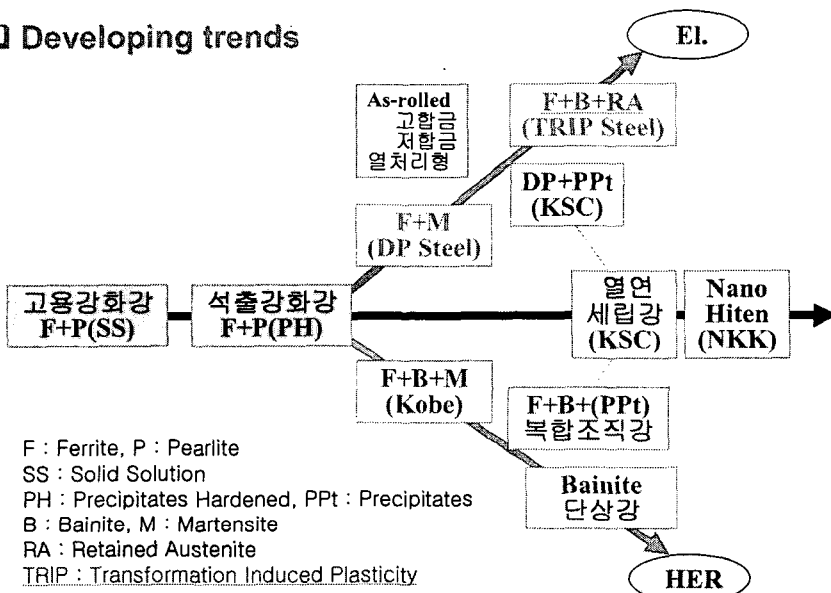 Developing trends
El.
As-rolled
고합금
저합금
열처리형
F+B+RA
(TRIP Steel)
DP+PPt
(KSC)
F+M
(DP Steel)
고용강화강
F+P(SS)
석출강화강
F+P(PH)
열연
세립강
(KSC)
Nano
Hiten
(NKK)
F+B+M
(Kobe)
F+B+(PPt)
복합조직강
Bainite
단상강
HER
F : Ferrite, P : Pearlite
SS : Solid Solution
PH : Precipitates Hardened, PPt : Precipitates
B : Bainite, M : Martensite
RA : Retained Austenite
TRIP : Transformation Induced Plasticity